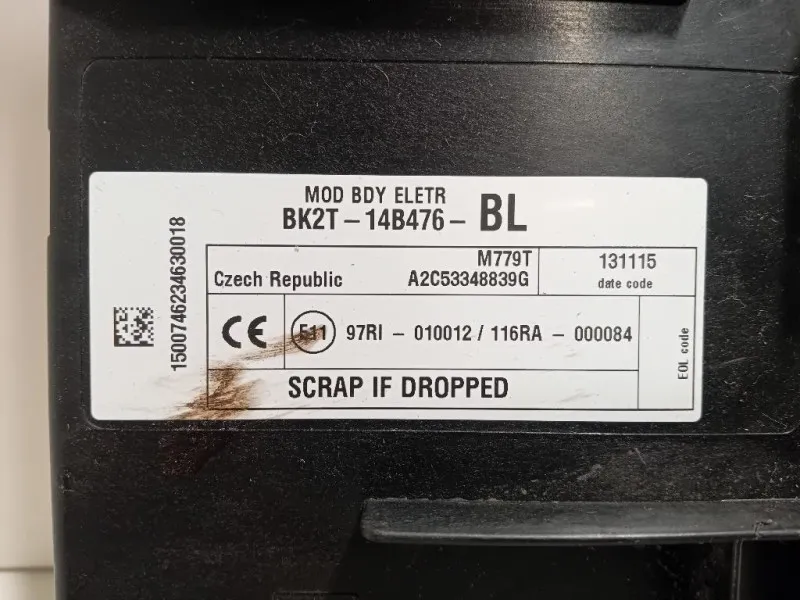 MOD BDY ELETR
BK2T - 14B476 - BL
1500746234630018
M779T
Czech Republic A2C53348839G
131115
date code
CE E11 97RI - 010012 / 116RA - 000084
EOL code
SCRAP IF DROPPED